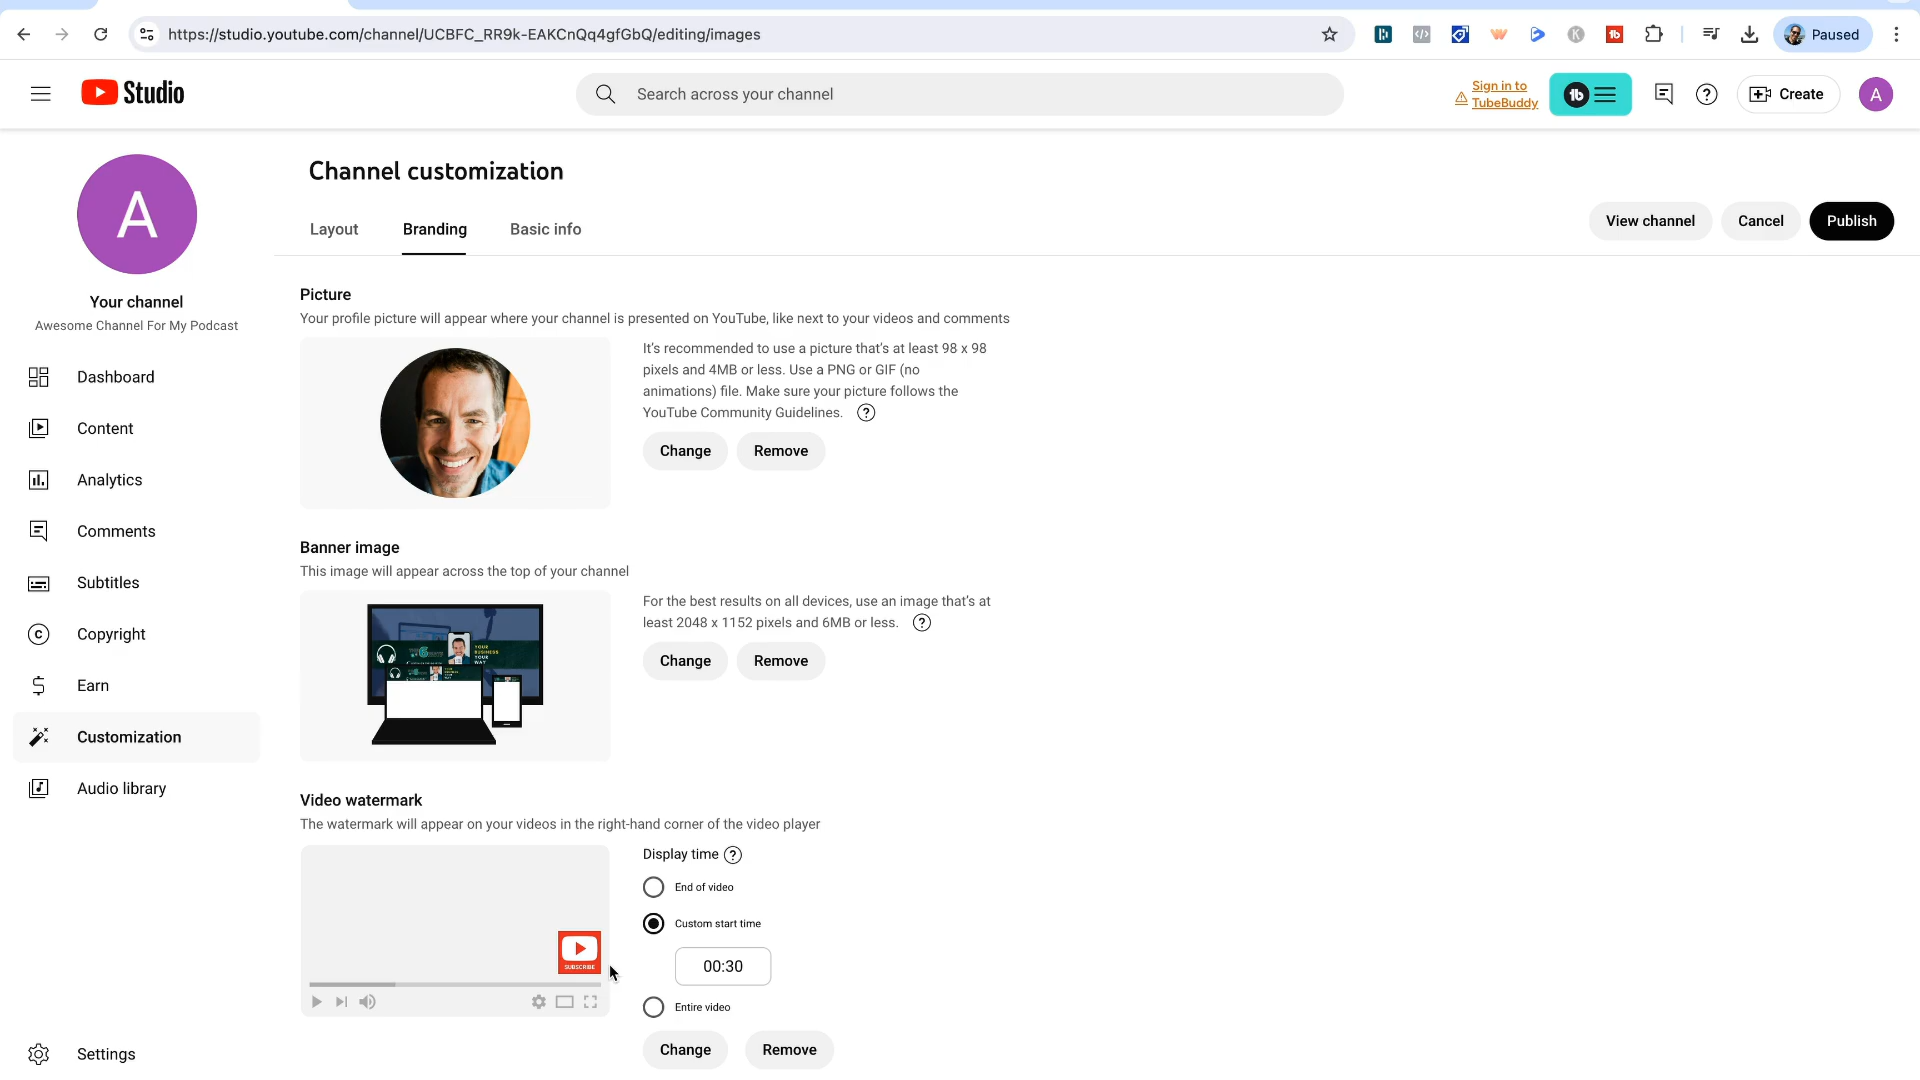 https://studio.youtube.com/channel/UCBFC_RR9k-EAKCnQq4gfGbQ/editing/images
Paused
Studio
Search across your channel
Sign in to
TubeBuddy
Create
A
A
Your channel
Awesome Channel For My Podcast
Dashboard
Content
Analytics
Comments
Subtitles
Copyright
Earn
Customization
Audio library
Settings
Channel customization
Layout
Branding
Basic info
View channel
Cancel
Publish
Picture
Your profile picture will appear where your channel is presented on YouTube, like next to your videos and comments
It's recommended to use a picture that's at least 98 x 98
pixels and 4MB or less. Use a PNG or GIF (no
animations) file. Make sure your picture follows the
YouTube Community Guidelines.
Change
Remove
Banner image
This image will appear across the top of your channel
YOUR
BUSINESS
YOUR
WAY
For the best results on all devices, use an image that's at
least 2048 x 1152 pixels and 6MB or less.
Change
Remove
Video watermark
The watermark will appear on your videos in the right-hand corner of the video player
SUBSCRIBE
Display time
End of video
Custom start time
00:30
Entire video
Change
Remove